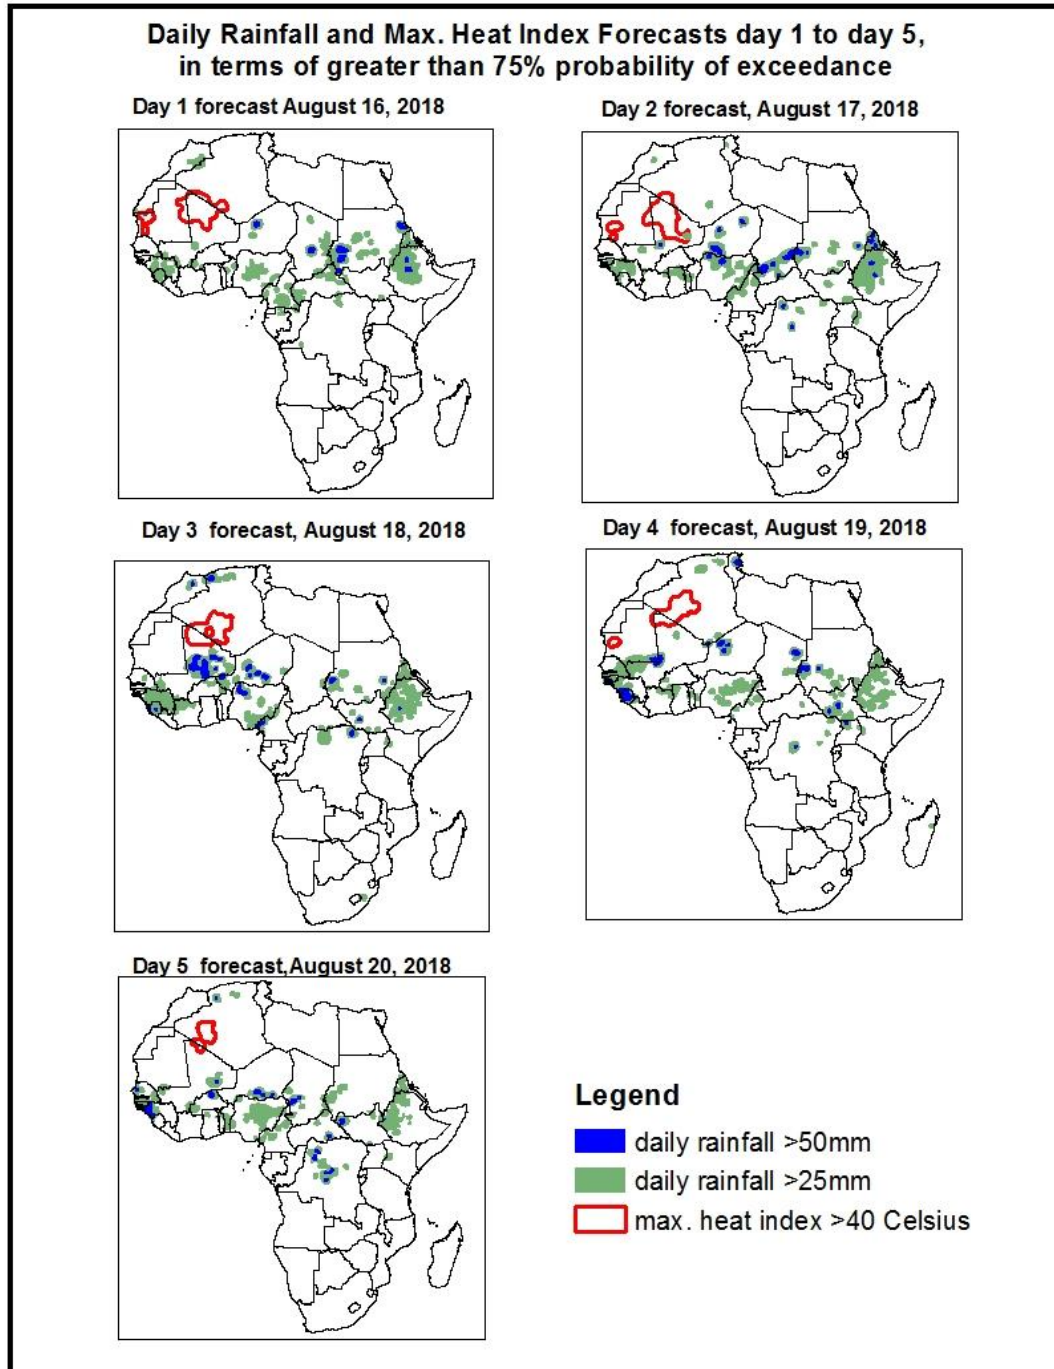 Daily Rainfall and Max. Heat Index Forecasts day 1 to day 5,
in terms of greater than 75% probability of exceedance
Day 1 forecast August 16, 2018
Day 2 forecast, August 17, 2018
Day 3  forecast, August 18, 2018
Day 4  forecast, August 19, 2018
Day 5  forecast,August 20, 2018
Legend
daily rainfall >50mm
daily rainfall >25mm
max. heat index >40 Celsius